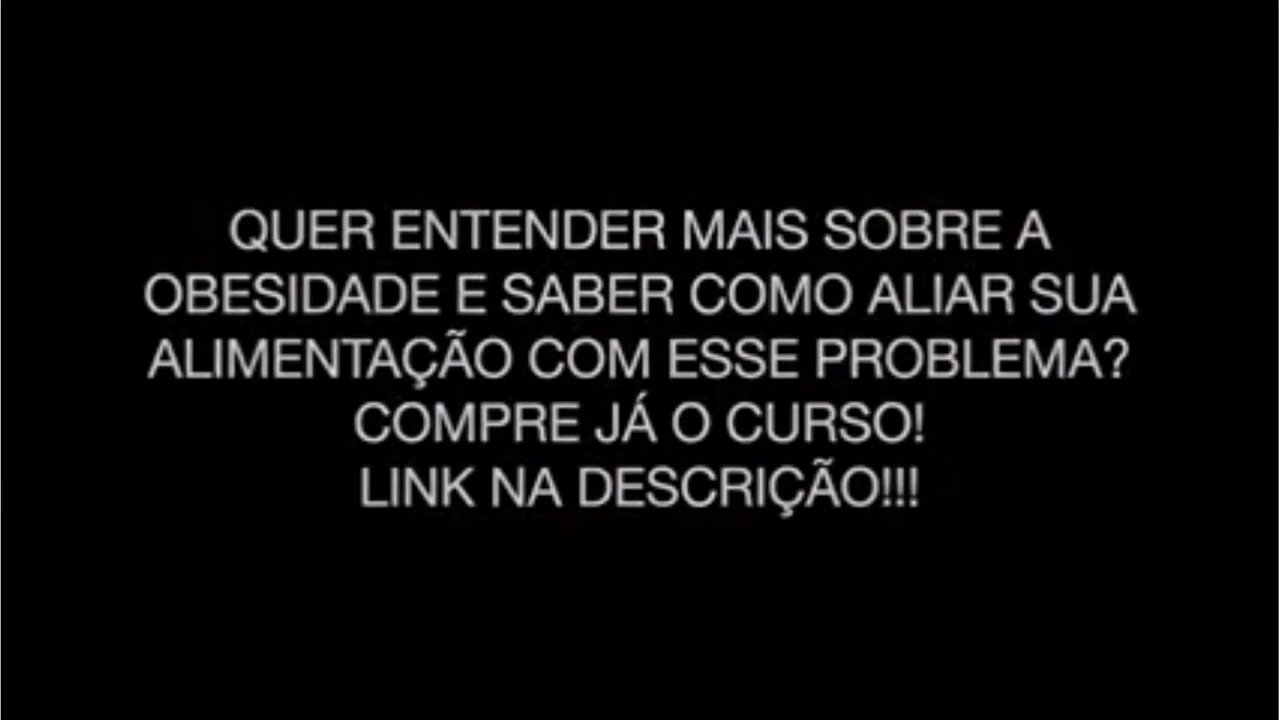 QUER ENTENDER MAIS SOBRE A
OBESIDADE E SABER COMO ALIAR SUA
ALIMENTAÇÃO COM ESSE PROBLEMA?
COMPRE JÁ O CURSO!
LINK NA DESCRIÇÃO!!!